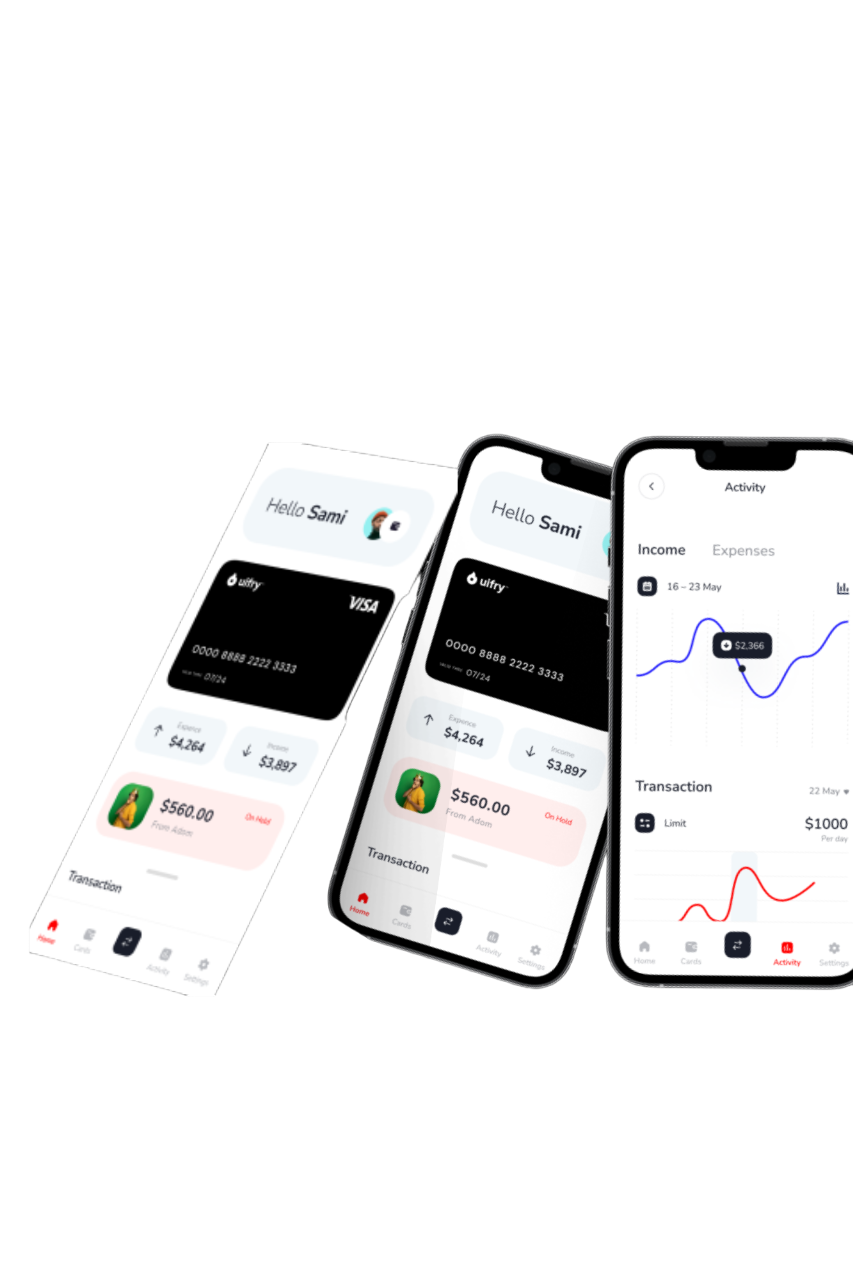 Hello Sami
uifry
VISA
0000 8888 2222 3333
VALID THRU 07/24
Expence
$4,264
Income
$3,897
$560.00
From Adom
On Hold
Transaction
Home
Cards
Activity
Settings
Hello Sami
uifry
0000 8888 2222 3333
VALID THRU 07/24
Expence
$4,264
Income
$3,897
$560.00
From Adom
On Hold
Transaction
Home
Cards
Activity
Settings
Activity
Income Expenses
16 – 23 May
$2,366
Transaction
22 May
Limit
$1000
Per day
Home
Cards
Activity
Settings